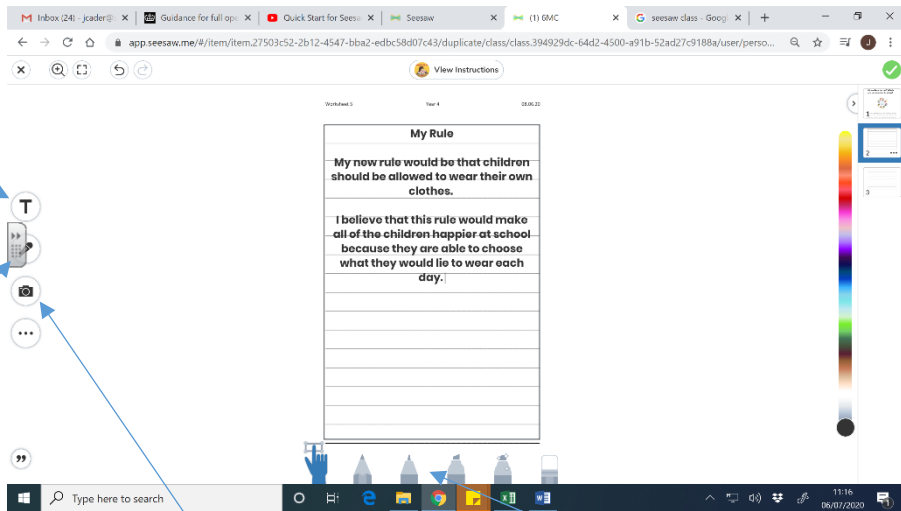 Inbox (24) - jcader@
Guidance for full op
Quick Start for Seesa
Seesaw
(1) 6MC
seesaw class - Goog
app.seesaw.me/#/item/item.27503c52-2b12-4547-bba2-edbc58d07c43/duplicate/class/class.394929dc-64d2-4500-a91b-52ad27c9188a/user/perso...
J
View Instructions
Worksheet 5 Year 4 08.06.20
My Rule
My new rule would be that children
should be allowed to wear their own
clothes.
I believe that this rule would make
all of the children happier at school
because they are able to choose
what they would lie to wear each
day.
T
1
2
3
Type here to search
11:16
06/07/2020